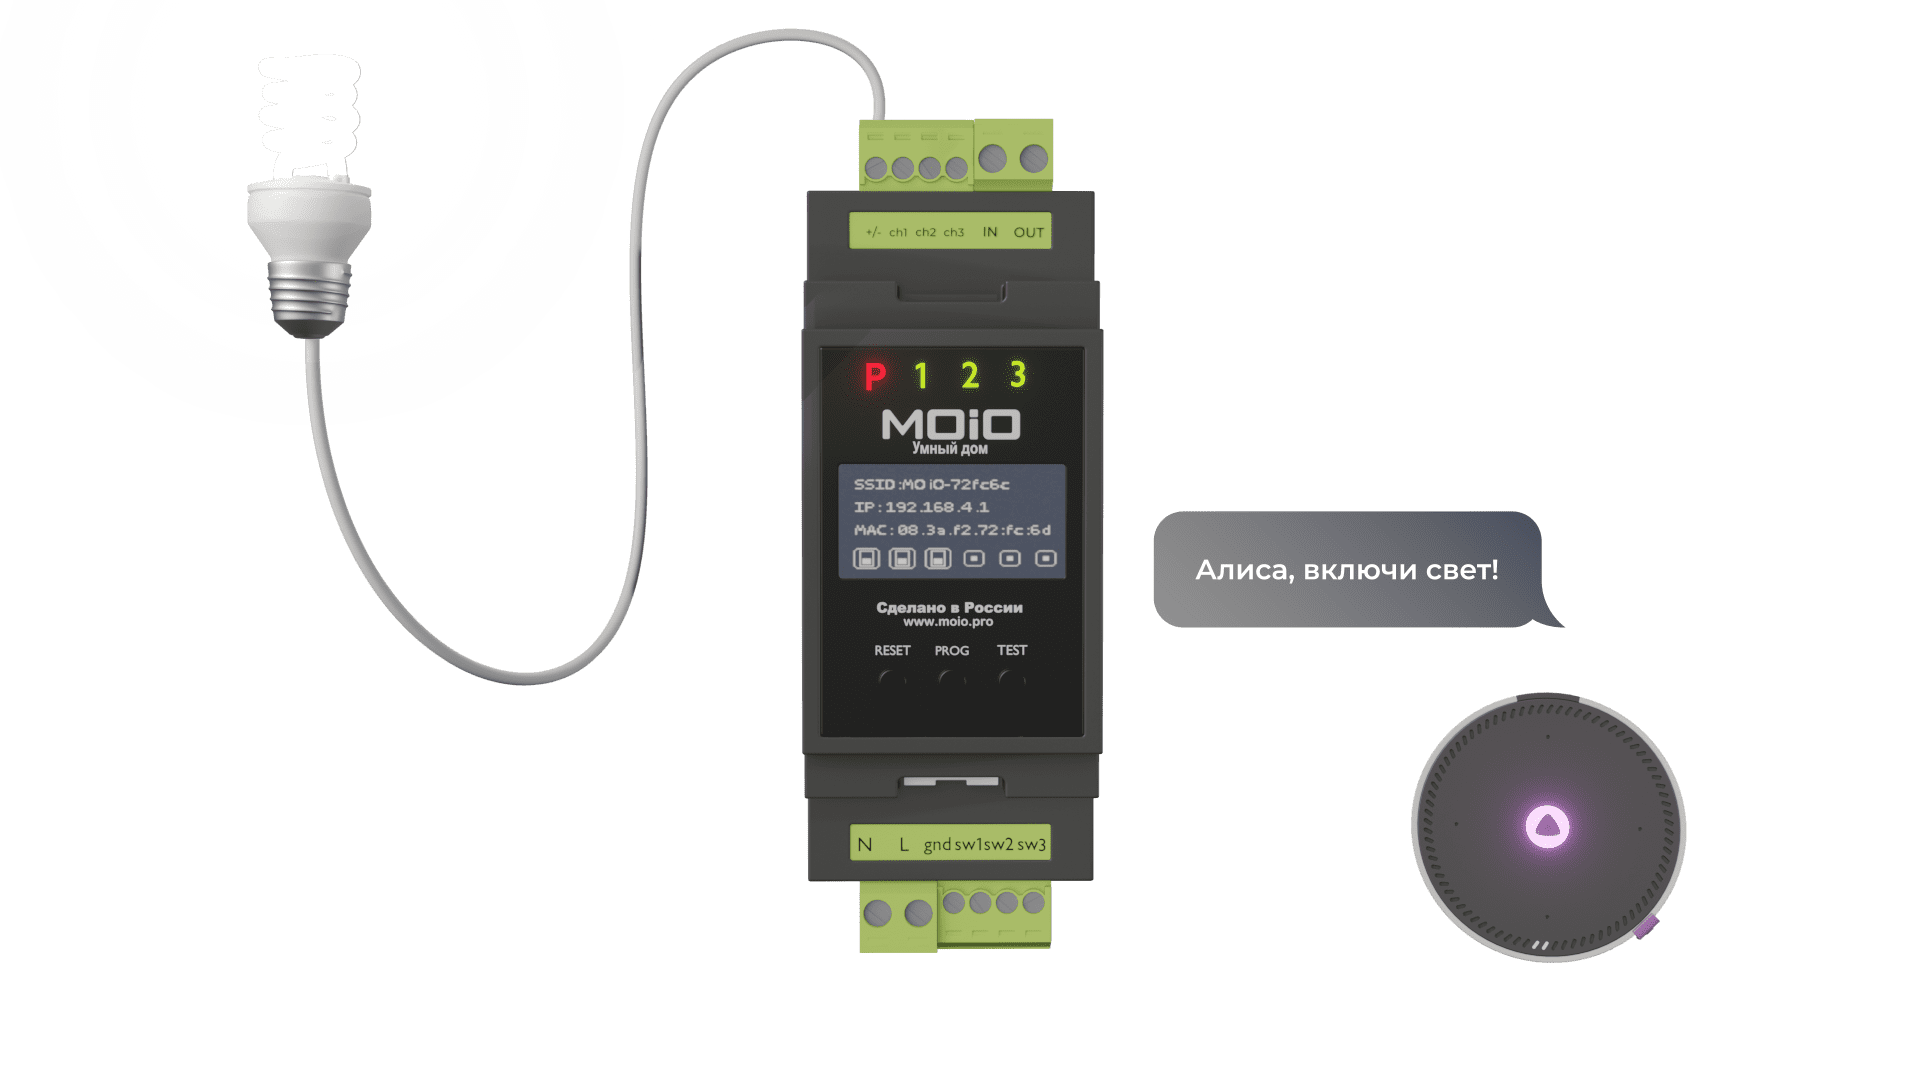 +/- ch1 ch2 ch3 IN OUT
P 1 2 3
MOiO
Умный дом
SSID:MOiO-72fc6c
IP:192.168.4.1
MAC:08.3a.f2.72:fc:6d
Сделано в России
www.moio.pro
RESET PROG TEST
N L gnd sw1 sw2 sw3
Алиса, включи свет!